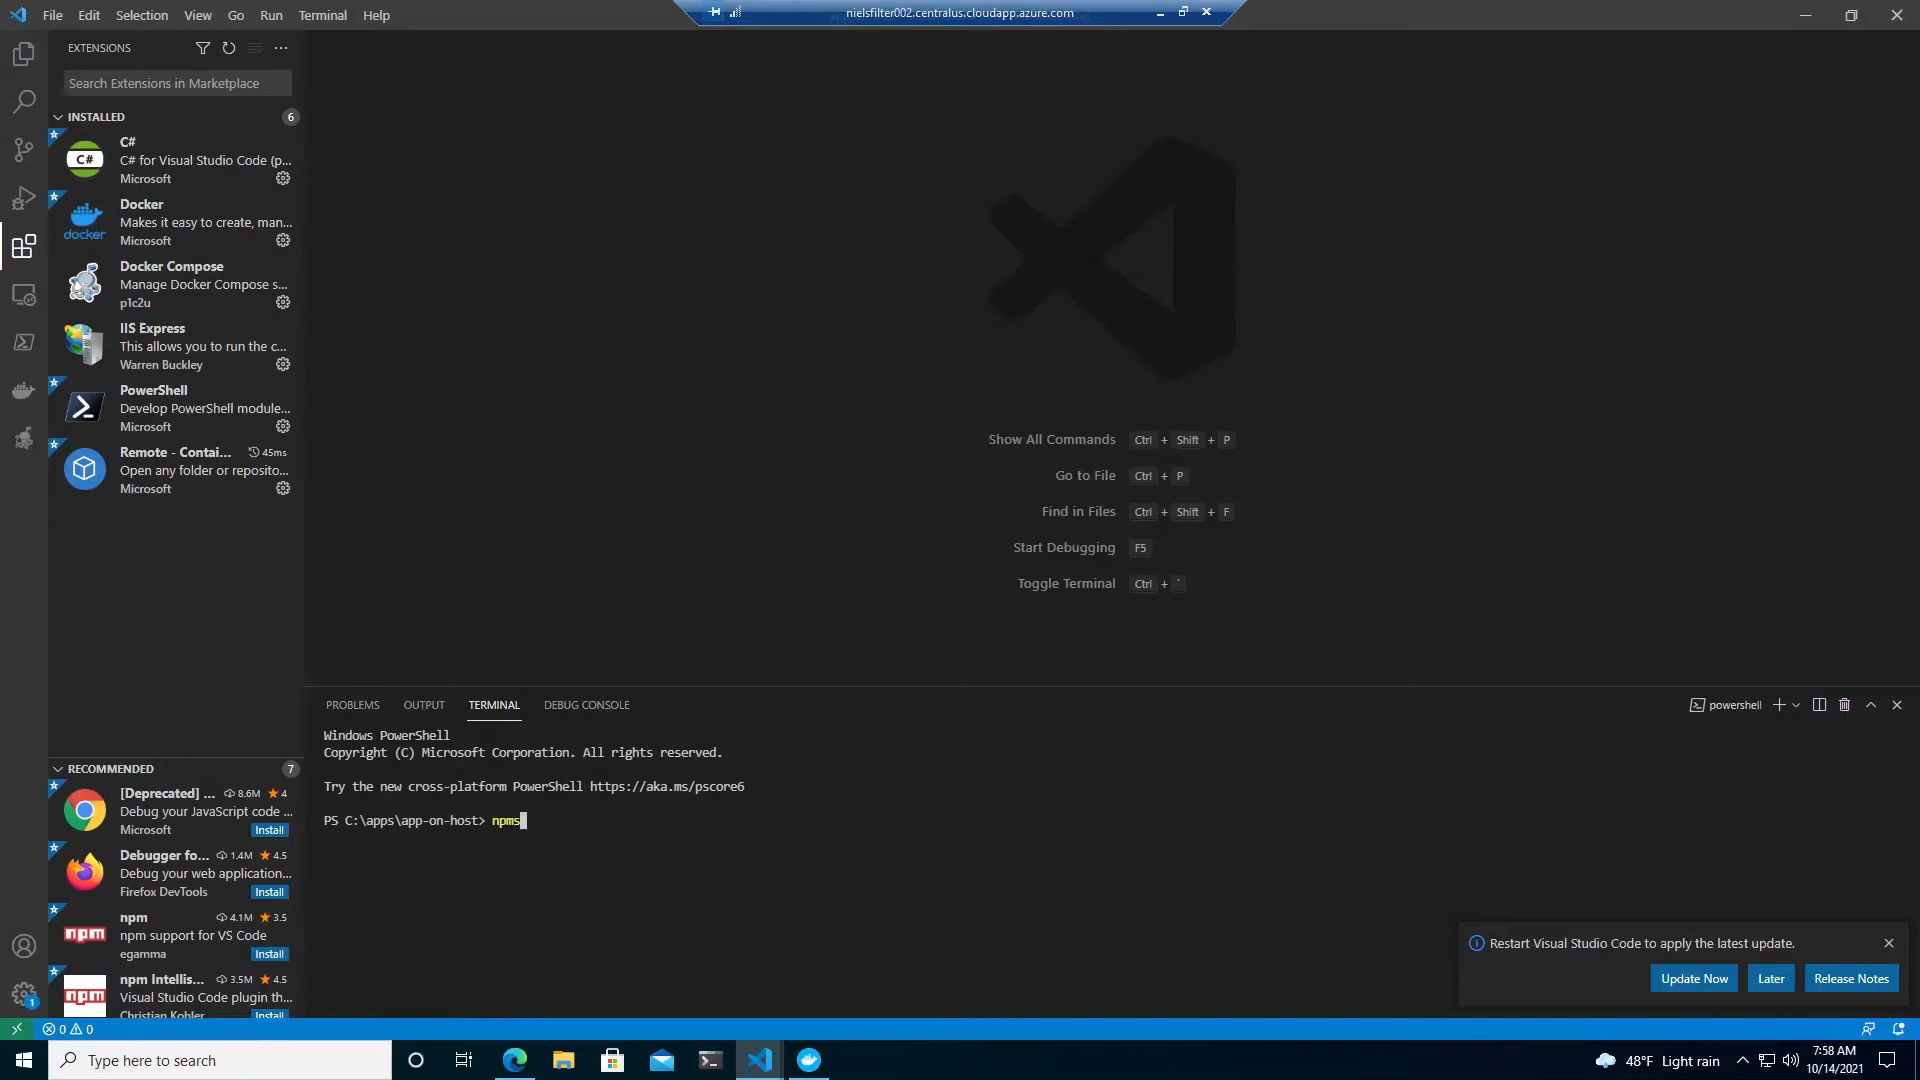 File Edit Selection View Go Run Terminal Help
nielsfilter002.centralus.cloudapp.azure.com
EXTENSIONS
Search Extensions in Marketplace
INSTALLED 6
C#
C#
C# for Visual Studio Code (p...
Microsoft
Docker
docker
Makes it easy to create, man...
Microsoft
Docker Compose
Manage Docker Compose s...
p1c2u
IIS Express
This allows you to run the c...
Warren Buckley
PowerShell
Develop PowerShell module...
Microsoft
Remote - Contai... 45ms
Open any folder or reposito...
Microsoft
Show All Commands Ctrl + Shift + P
Go to File Ctrl + P
Find in Files Ctrl + Shift + F
Start Debugging F5
Toggle Terminal Ctrl + `
RECOMMENDED 7
[Deprecated] ... 8.6M 4
Debug your JavaScript code ...
Microsoft Install
Debugger fo... 1.4M 4.5
Debug your web application...
Firefox DevTools Install
npm 4.1M 3.5
npm
npm support for VS Code
egamma Install
npm Intellis... 3.5M 4.5
npm
Visual Studio Code plugin th...
Christian Kohler Install
PROBLEMS OUTPUT TERMINAL DEBUG CONSOLE
powershell
Windows PowerShell
Copyright (C) Microsoft Corporation. All rights reserved.
Try the new cross-platform PowerShell https://aka.ms/pscore6
PS C:\apps\app-on-host> npms
Restart Visual Studio Code to apply the latest update.
Update Now Later Release Notes
1
0 0
Type here to search
48°F Light rain
7:58 AM
10/14/2021